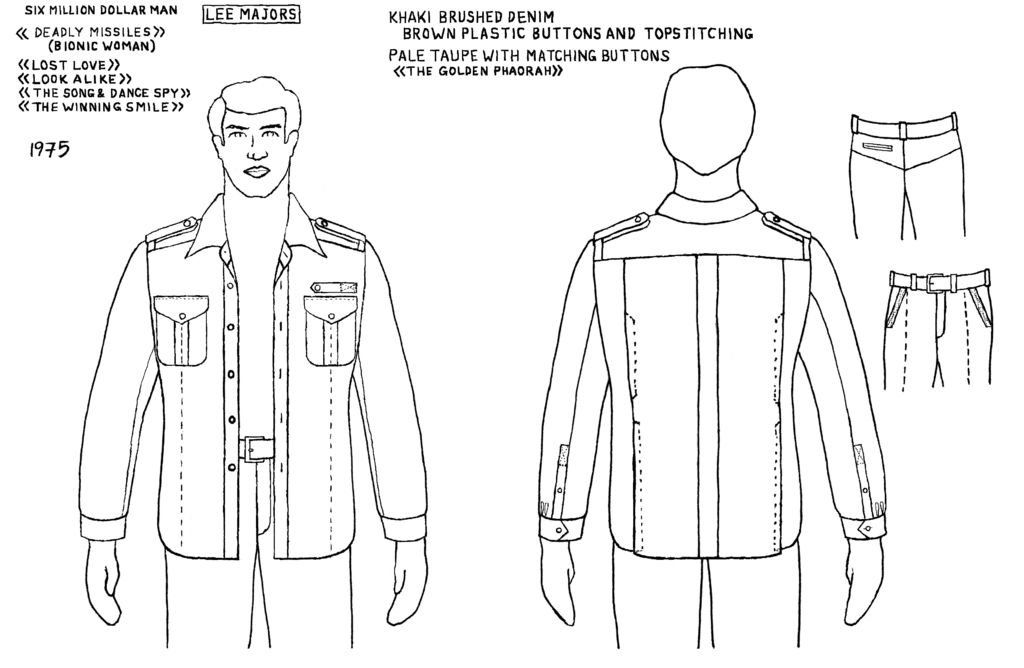 SIX MILLION DOLLAR MAN
« DEADLY MISSILES»
(BIONIC WOMAN)
«LOST LOVE»
«LOOK ALIKE»
«THE SONG & DANCE SPY»
«THE WINNING SMILE»
1975
LEE MAJORS
KHAKI BRUSHED DENIM
BROWN PLASTIC BUTTONS AND TOPSTITCHING
PALE TAUPE WITH MATCHING BUTTONS
«THE GOLDEN PHAORAH»